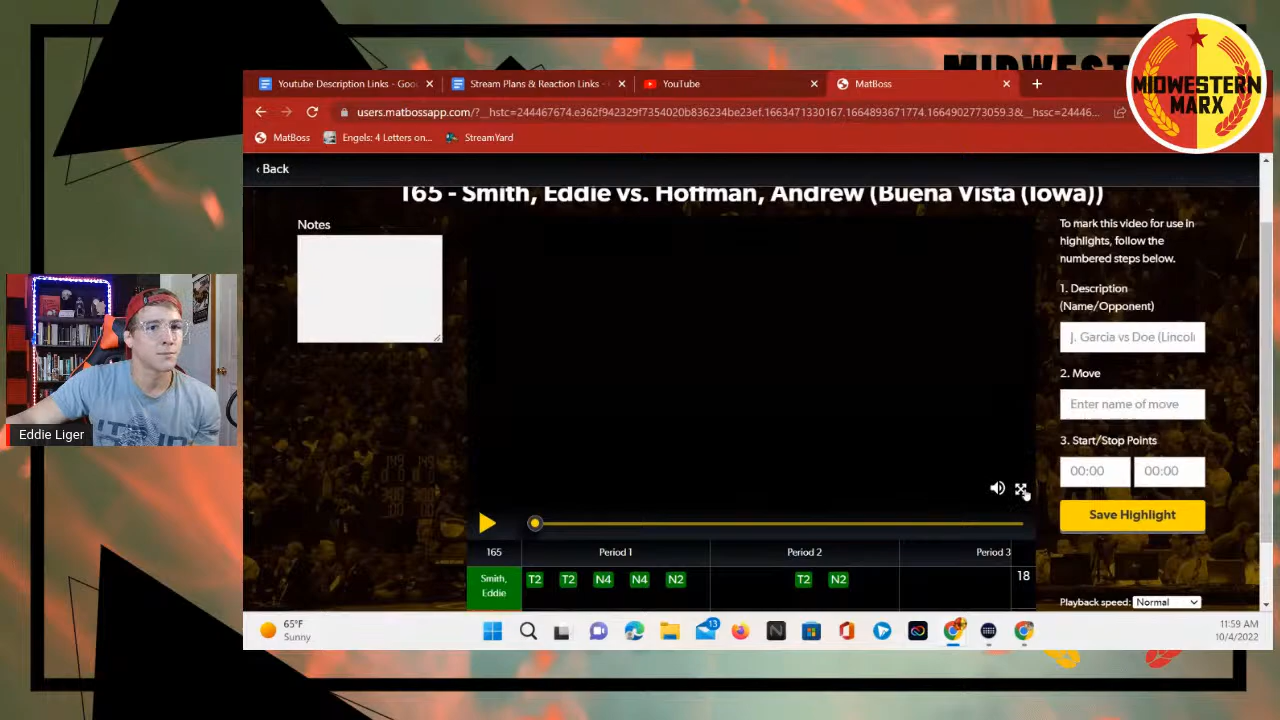 MIDWESTERN
MIDWESTERN
MARX
Youtube Description Links - Goo
Stream Plans & Reaction Links -
YouTube
MatBoss
users.matbossapp.com/?__hstc=244467674.e362f942329f7354020b836234be23ef.1663471330167.1664893671774.1664902773059.3&__hssc=24446...
MatBoss
Engels: 4 Letters on...
StreamYard
‹ Back
165 - Smith, Eddie vs. Hoffman, Andrew (Buena Vista (Iowa))
Notes
To mark this video for use in
highlights, follow the
numbered steps below.
1. Description
(Name/Opponent)
J. Garcia vs Doe (Lincoln
2. Move
Enter name of move
3. Start/Stop Points
00:00 00:00
Save Highlight
165 Period 1 Period 2 Period 3
Smith,
Eddie
T2 T2 N4 N4 N2 T2 N2 18
Playback speed: Normal
Eddie Liger
65°F
Sunny
13
11:59 AM
10/4/2022